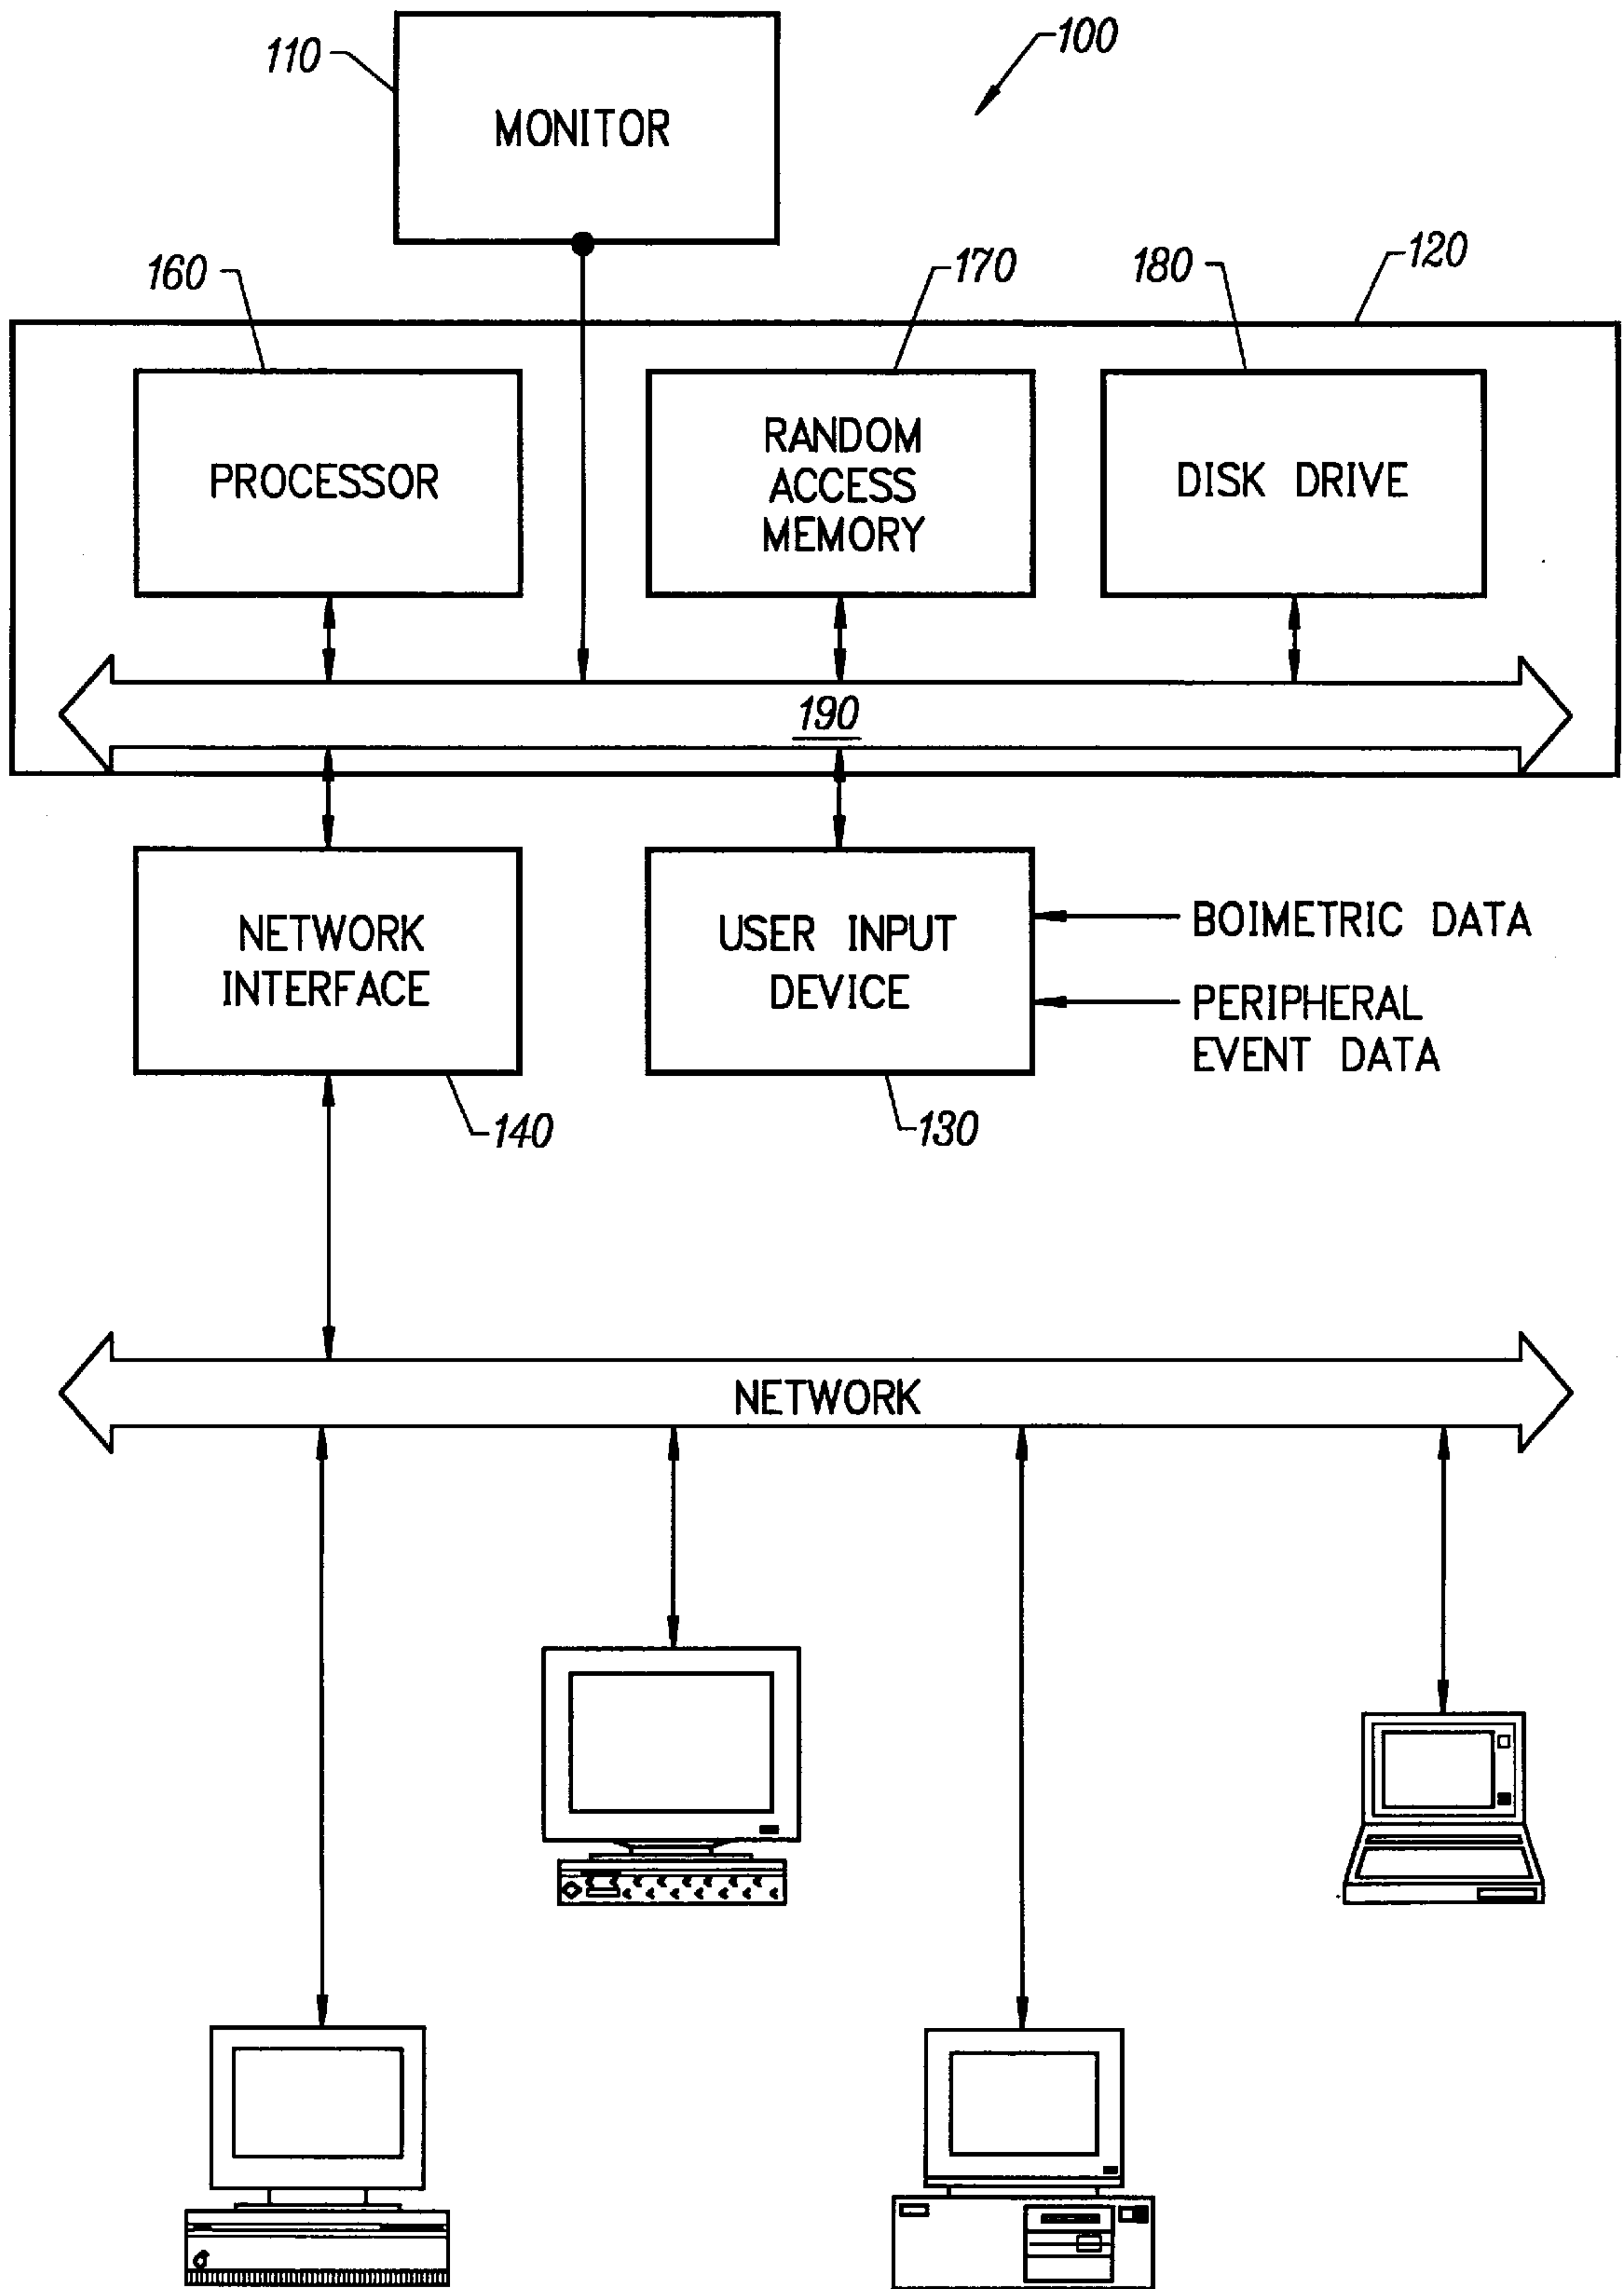 110
MONITOR
100
160
170
180
120
PROCESSOR
RANDOM
ACCESS
MEMORY
DISK DRIVE
190
NETWORK
INTERFACE
USER INPUT
DEVICE
BOIMETRIC DATA
PERIPHERAL
EVENT DATA
140
130
NETWORK